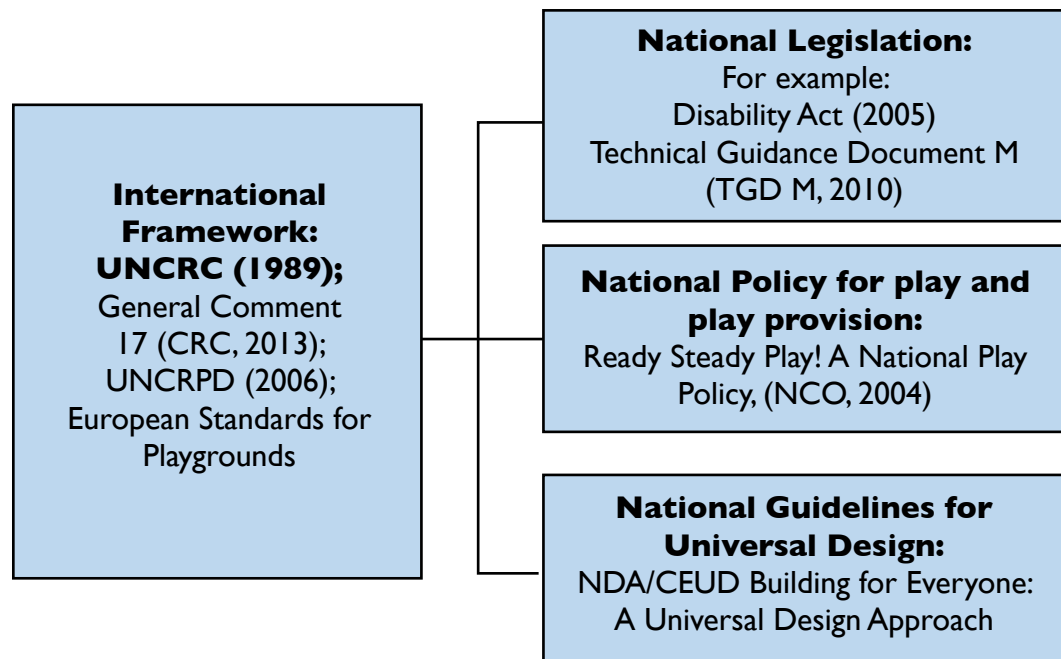 International
Framework:
UNCRC (1989);
General Comment
17 (CRC, 2013);
UNCRPD (2006);
European Standards for
Playgrounds
National Legislation:
For example:
Disability Act (2005)
Technical Guidance Document M
(TGD M, 2010)
National Policy for play and
play provision:
Ready Steady Play! A National Play
Policy, (NCO, 2004)
National Guidelines for
Universal Design:
NDA/CEUD Building for Everyone:
A Universal Design Approach